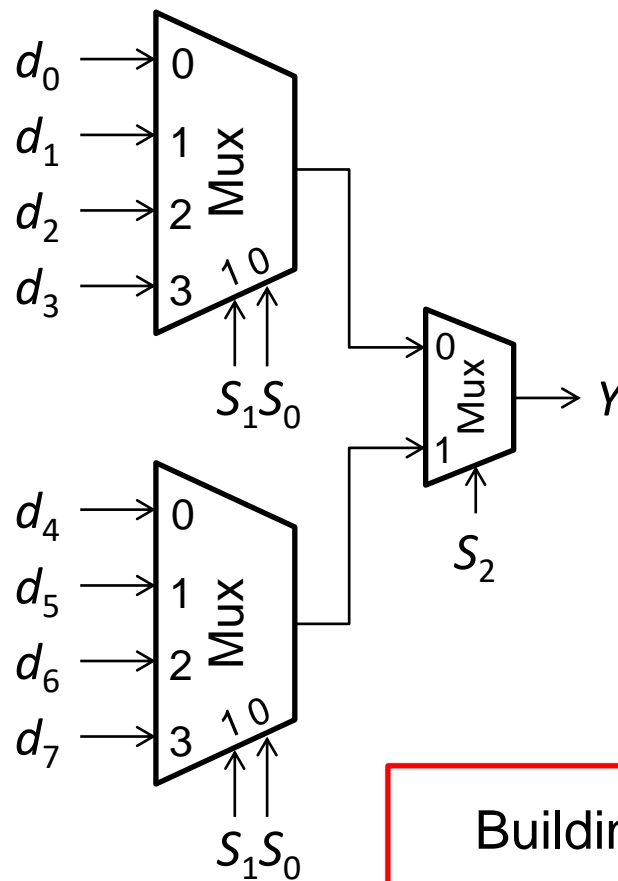 d₀ 0
d₁ 1
Mux
d₂ 2
d₃ 3
1 0
S₁S₀
0
Mux
Y
1
S₂
d₄ 0
d₅ 1
Mux
d₆ 2
d₇ 3
1 0
S₁S₀